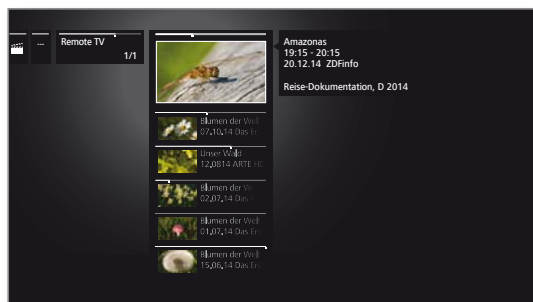 ...
Remote TV
1/1
Amazonas
19:15 - 20:15
20.12.14 ZDFinfo
Reise-Dokumentation, D 2014
Blumen der Welt
07.10.14 Das Er
Unser Wald
12.0814 ARTE HD
Blumen der W
02.07.14 Das
Blumen der Welt
01.07.14 Das Er
Blumen der Welt
15.06.14 Das Er